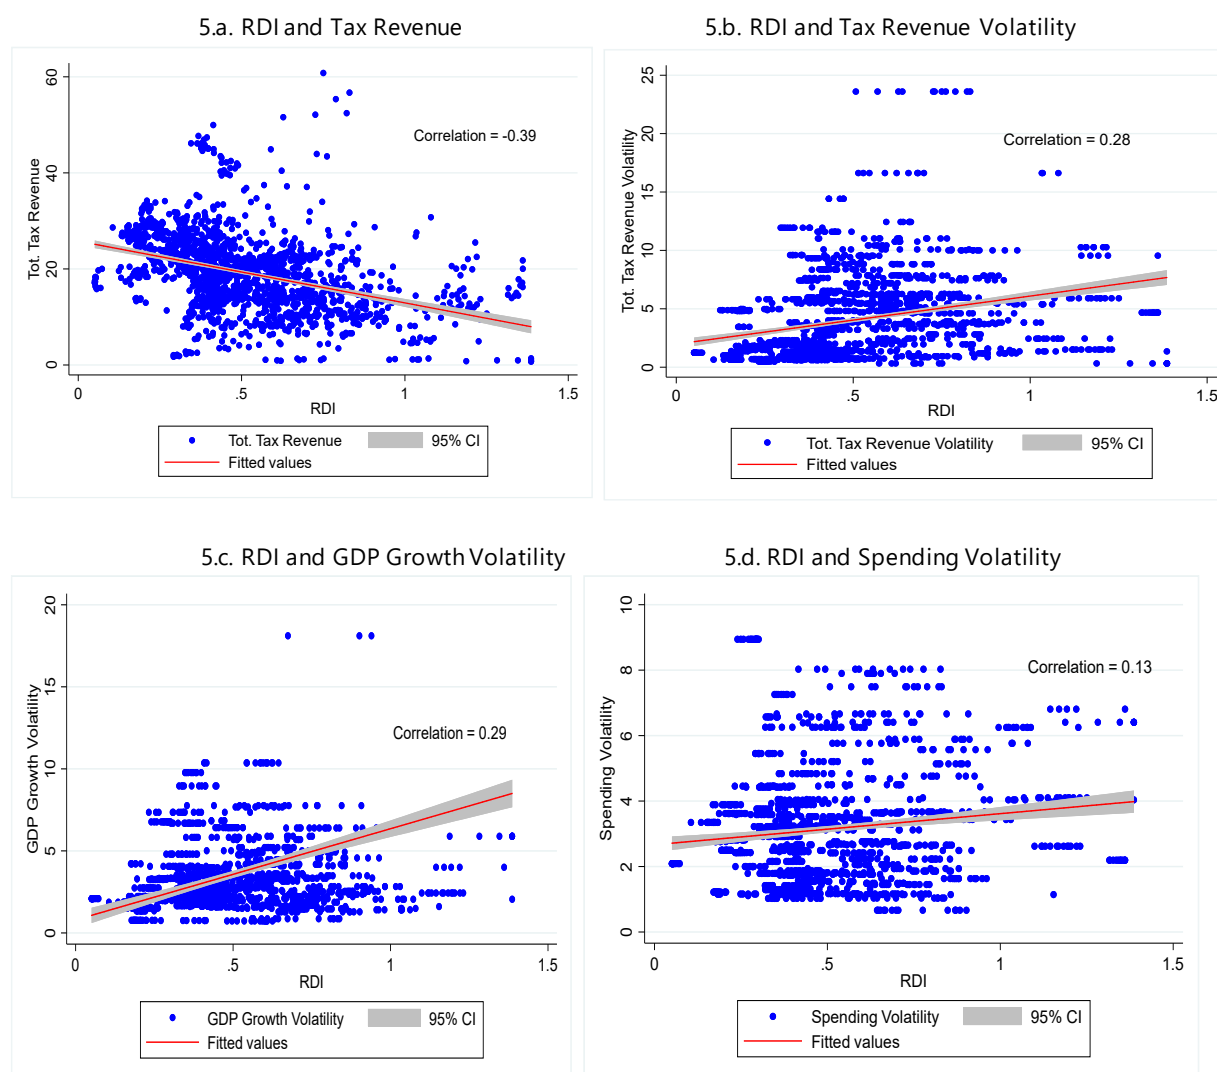 5.a. RDI and Tax Revenue
Tot. Tax Revenue
60
40
20
0
Correlation = -0.39
0 .5 1 1.5
RDI
Tot. Tax Revenue 95% CI
Fitted values
5.b. RDI and Tax Revenue Volatility
Tot. Tax Revenue Volatility
25
20
15
10
5
0
Correlation = 0.28
0 .5 1 1.5
RDI
Tot. Tax Revenue Volatility 95% CI
Fitted values
5.c. RDI and GDP Growth Volatility
GDP Growth Volatility
20
15
10
5
0
Correlation = 0.29
0 .5 1 1.5
RDI
GDP Growth Volatility 95% CI
Fitted values
5.d. RDI and Spending Volatility
Spending Volatility
10
8
6
4
2
0
Correlation = 0.13
0 .5 1 1.5
RDI
Spending Volatility 95% CI
Fitted values